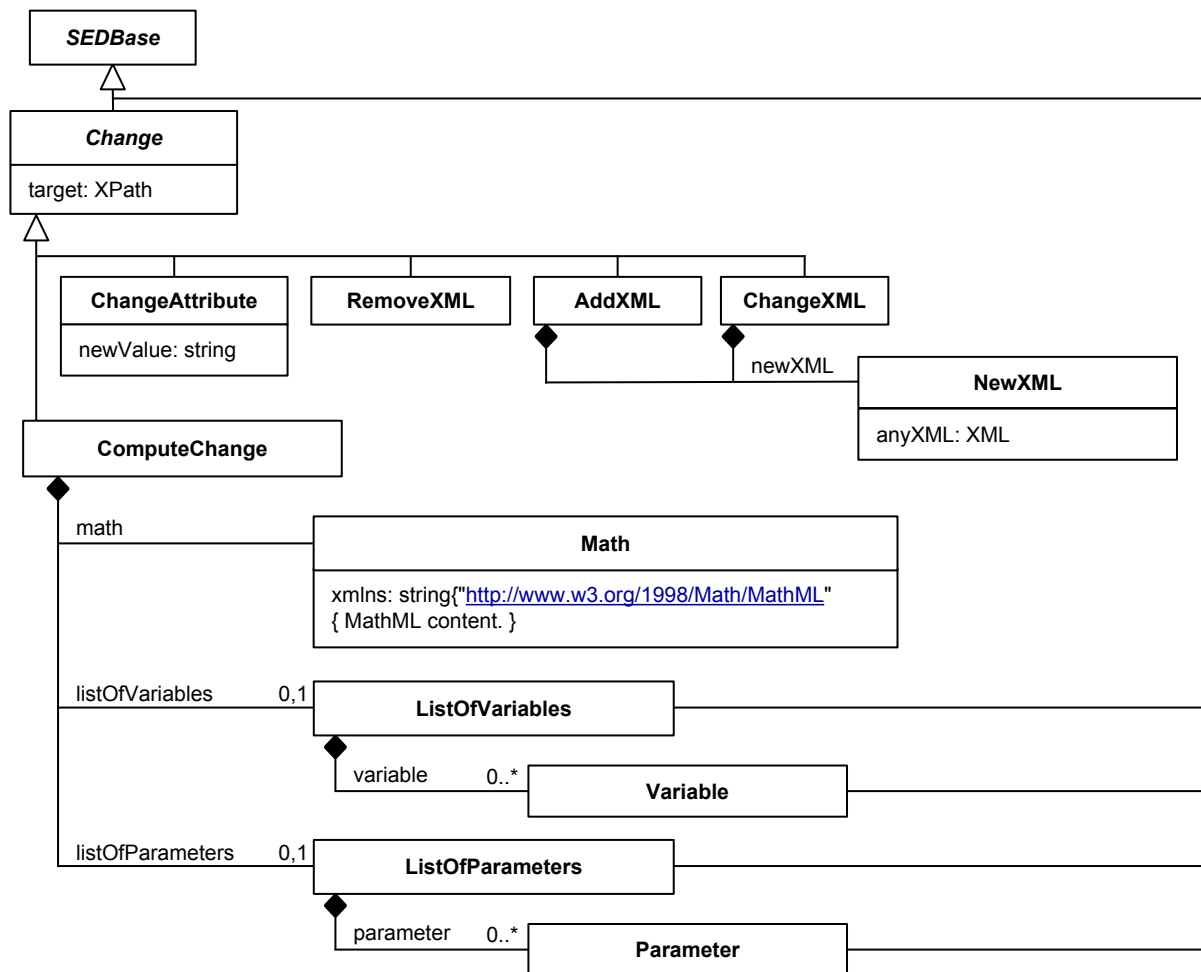 SEDBase
Change
target: XPath
ChangeAttribute
newValue: string
RemoveXML
AddXML
ChangeXML
newXML
NewXML
anyXML: XML
ComputeChange
math
Math
xmlns: string{"http://www.w3.org/1998/Math/MathML"
{ MathML content. }
listOfVariables 0,1
ListOfVariables
variable 0..*
Variable
listOfParameters 0,1
ListOfParameters
parameter 0..*
Parameter